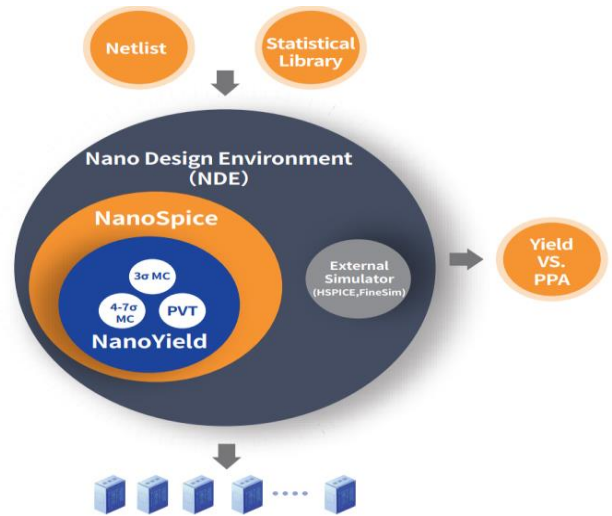 Netlist
Statistical
Library
Nano Design Environment
(NDE)
NanoSpice
3σ MC
4-7σ
MC
PVT
NanoYield
External
Simulator
(HSPICE,FineSim)
Yield
VS.
PPA